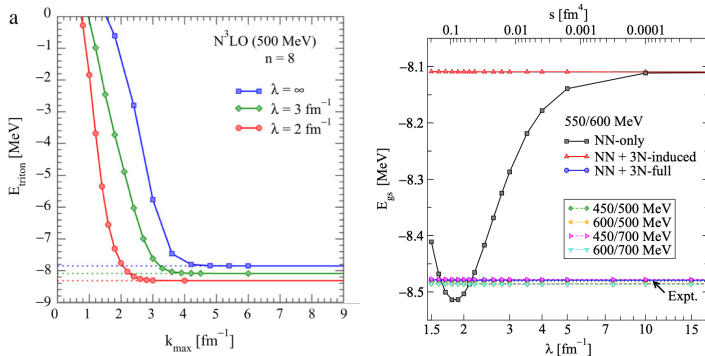 a
N³LO (500 MeV)
n = 8
λ = ∞
λ = 3 fm⁻¹
λ = 2 fm⁻¹
E_triton [MeV]
0
−1
−2
−3
−4
−5
−6
−7
−8
−9
0 1 2 3 4 5 6 7 8 9
k_max [fm⁻¹]
s [fm⁴]
0.1 0.01 0.001 0.0001
E_gs [MeV]
-8.1
-8.2
-8.3
-8.4
-8.5
550/600 MeV
NN-only
NN + 3N-induced
NN + 3N-full
450/500 MeV
600/500 MeV
450/700 MeV
600/700 MeV
Expt.
1.5 2 3 4 5 10 15
λ [fm⁻¹]